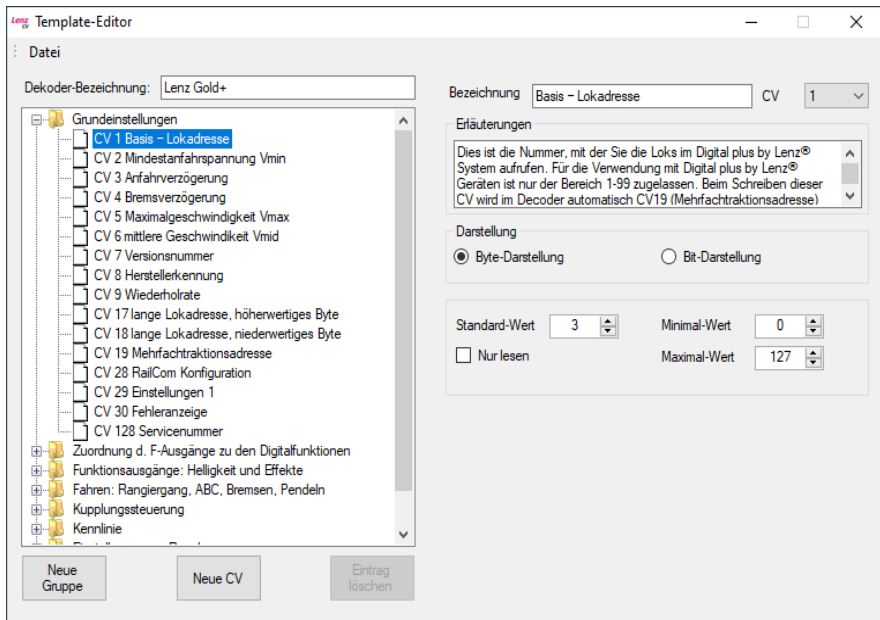 Lenz CV Template-Editor
Datei
Dekoder-Bezeichnung: Lenz Gold+
Grundeinstellungen
CV 1 Basis – Lokadresse
CV 2 Mindestanfahrspannung Vmin
CV 3 Anfahrverzögerung
CV 4 Bremsverzögerung
CV 5 Maximalgeschwindigkeit Vmax
CV 6 mittlere Geschwindikeit Vmid
CV 7 Versionsnummer
CV 8 Herstellerkennung
CV 9 Wiederholrate
CV 17 lange Lokadresse, höherwertiges Byte
CV 18 lange Lokadresse, niederwertiges Byte
CV 19 Mehrfachtraktionsadresse
CV 28 RailCom Konfiguration
CV 29 Einstellungen 1
CV 30 Fehleranzeige
CV 128 Servicenummer
Zuordnung d. F-Ausgänge zu den Digitalfunktionen
Funktionsausgänge: Helligkeit und Effekte
Fahren: Rangiergang, ABC, Bremsen, Pendeln
Kupplungssteuerung
Kennlinie
Neue Gruppe
Neue CV
Eintrag löschen
Bezeichnung Basis – Lokadresse CV 1
Erläuterungen
Dies ist die Nummer, mit der Sie die Loks im Digital plus by Lenz®
System aufrufen. Für die Verwendung mit Digital plus by Lenz®
Geräten ist nur der Bereich 1-99 zugelassen. Beim Schreiben dieser
CV wird im Decoder automatisch CV19 (Mehrfachtraktionsadresse)
Darstellung
Byte-Darstellung Bit-Darstellung
Standard-Wert 3 Minimal-Wert 0
Nur lesen Maximal-Wert 127